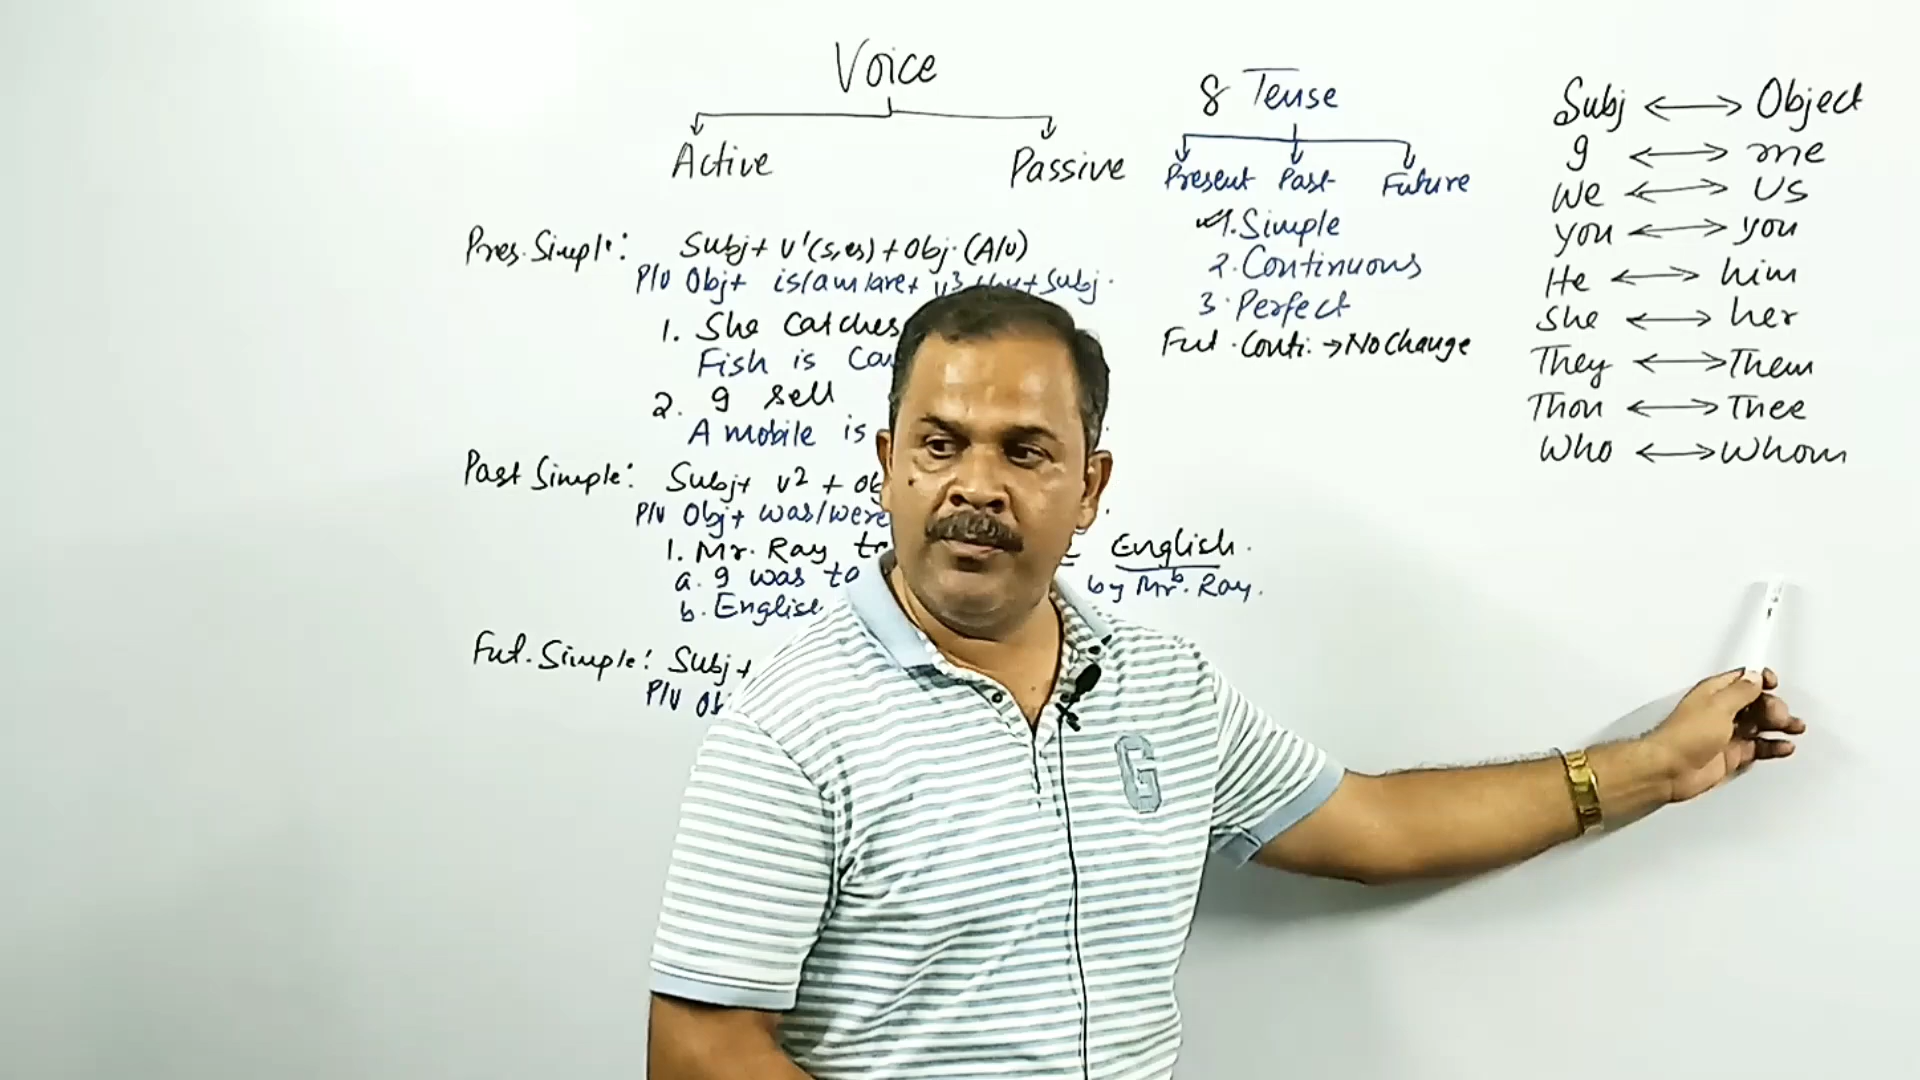 Voice
Active Passive
Pres. Simple: Subj + V¹(s,es) + Obj. (A/v)
P/v Obj + is/am/are + V³ + by + Subj.
1. She catches
Fish is
2. I sell
A mobile is
Past Simple: Subj + V² +
P/v Obj + was/were
1. Mr. Ray English.
a. I was by Mr. Ray.
b. English
Fut. Simple: Subj +
P/v
8 Tense
Present Past Future
1. Simple
2. Continuous
3. Perfect
Fut. Conti. → No Change
Subj ↔ Object
I ↔ me
We ↔ Us
you ↔ you
He ↔ him
She ↔ her
They ↔ Them
Thou ↔ Thee
Who ↔ Whom
G